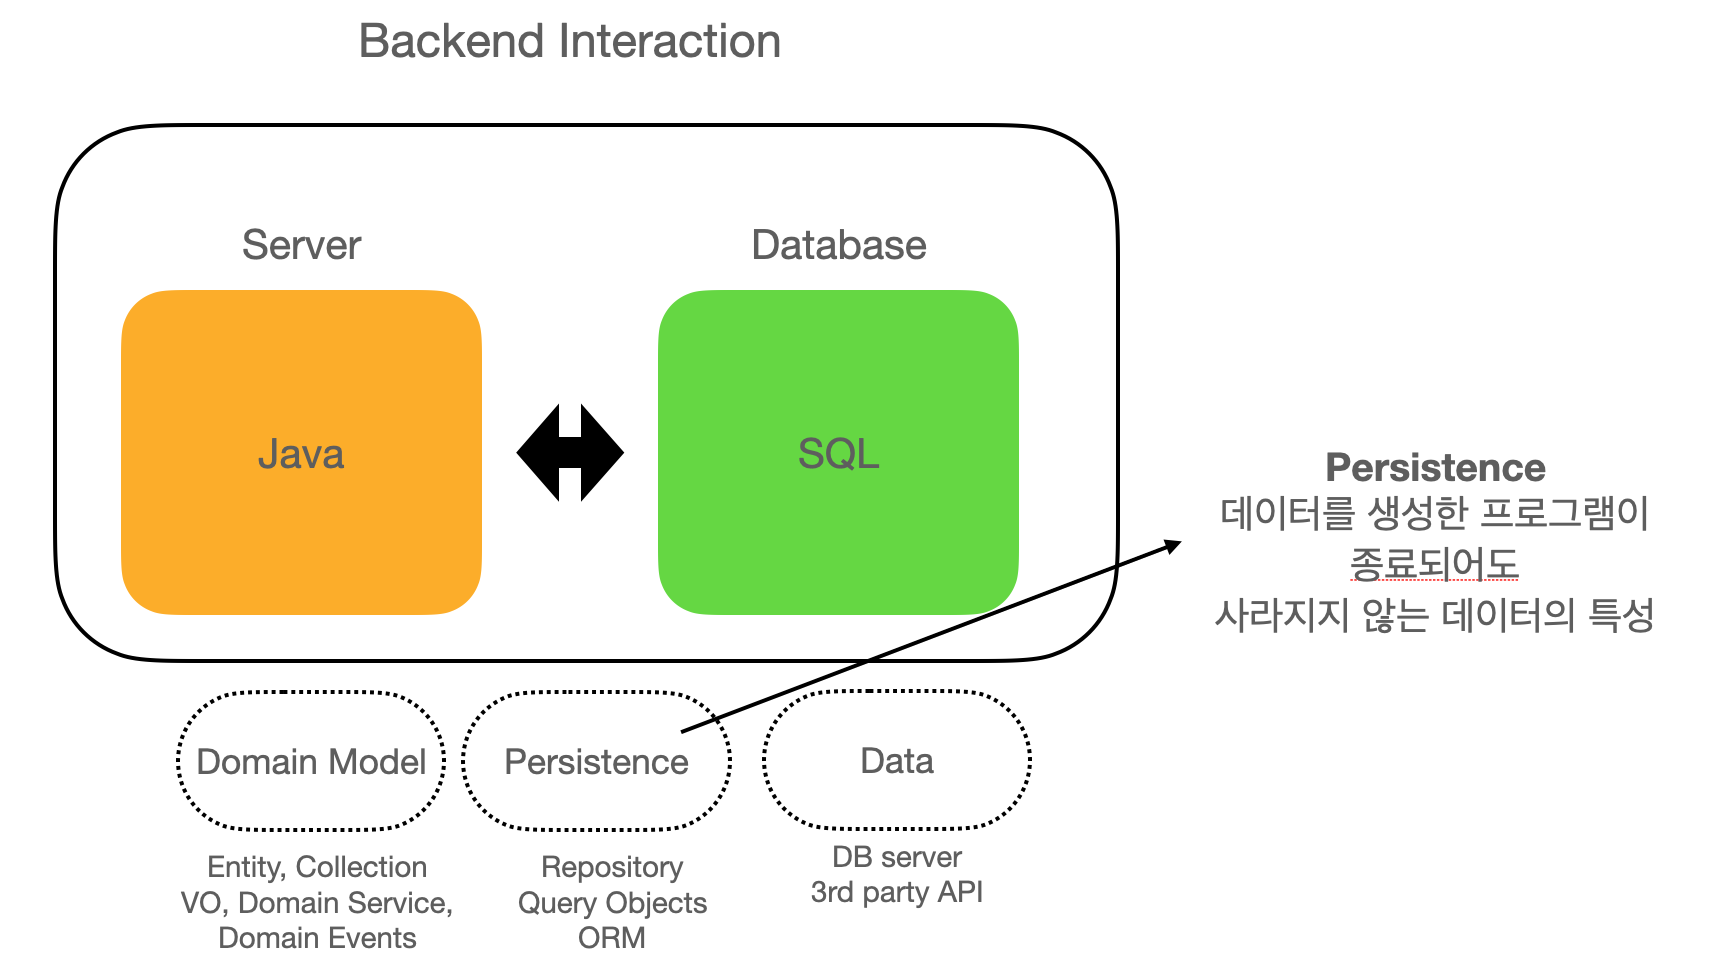 Backend Interaction
Server
Database
Java
SQL
Persistence
데이터를 생성한 프로그램이
종료되어도
사라지지 않는 데이터의 특성
Domain Model
Persistence
Data
Entity, Collection
VO, Domain Service,
Domain Events
Repository
Query Objects
ORM
DB server
3rd party API